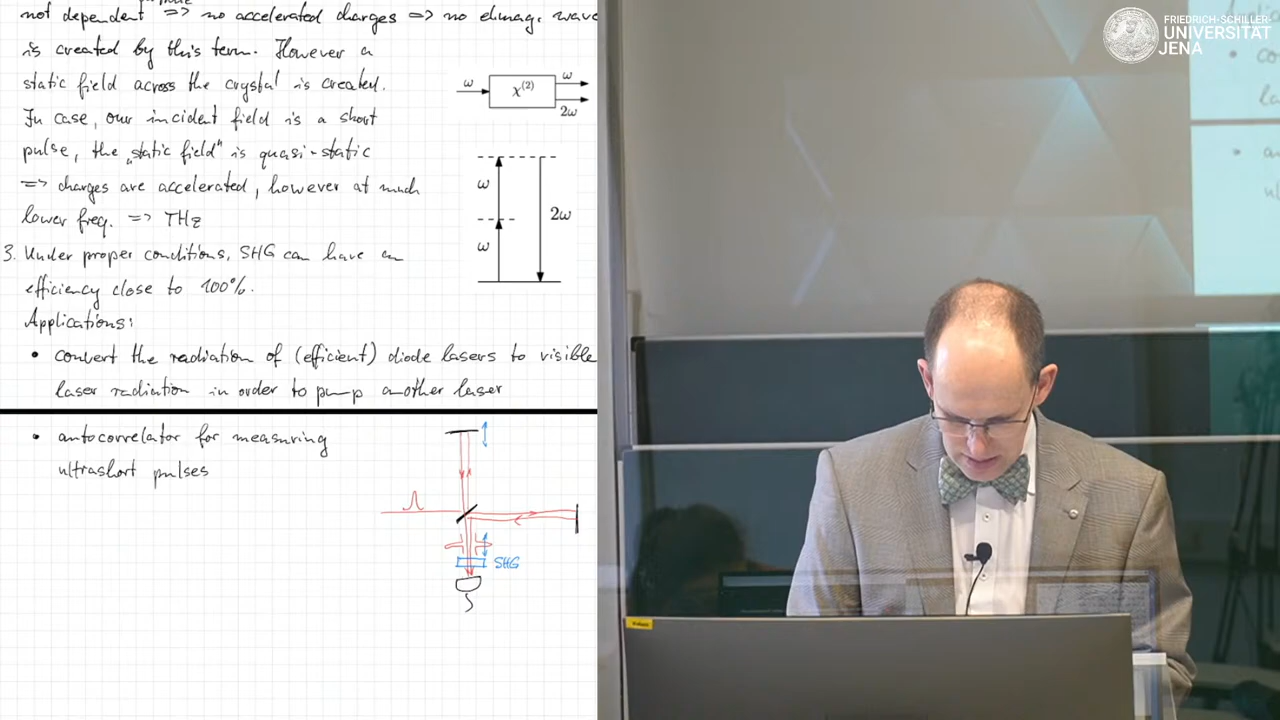 not dependent => no accelerated charges => no elmag. wave
is created by this term. However a
static field across the crystal is created.
In case, our incident field is a short
pulse, the „static field" is quasi-static
=> charges are accelerated, however at much
lower freq. => THz
3. Under proper conditions, SHG can have an
efficiency close to 100%.
Applications:
• convert the radiation of (efficient) diode lasers to visible
laser radiation in order to pump another laser
• autocorrelator for measuring
ultrashort pulses
ω χ⁽²⁾ ω
2ω
ω
2ω
ω
SHG
FRIEDRICH-SCHILLER-
UNIVERSITÄT
JENA